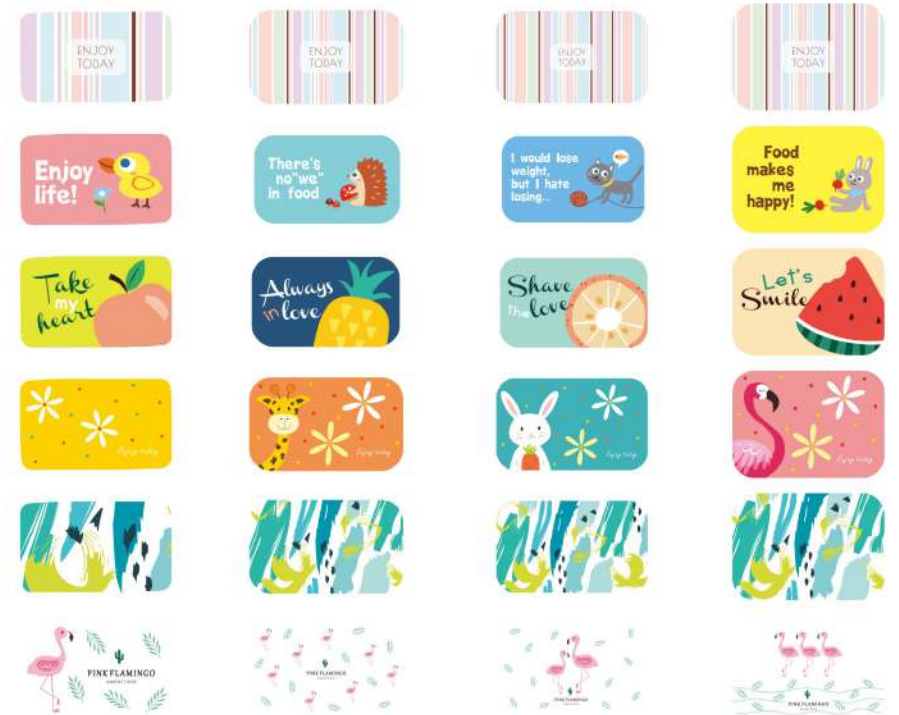 ENJOY
TODAY
ENJOY
TODAY
ENJOY
TODAY
ENJOY
TODAY
Enjoy
life!
There's
no"we"
in food
I would lose
weight,
but I hate
losing...
Food
makes
me
happy!
Take
my
heart
Always
in love
Share
The love
Let's
Smile
Enjoy today
Enjoy today
Enjoy today
Enjoy today
PINK FLAMINGO
PINK FLAMINGO
PINK FLAMINGO
PINK FLAMINGO